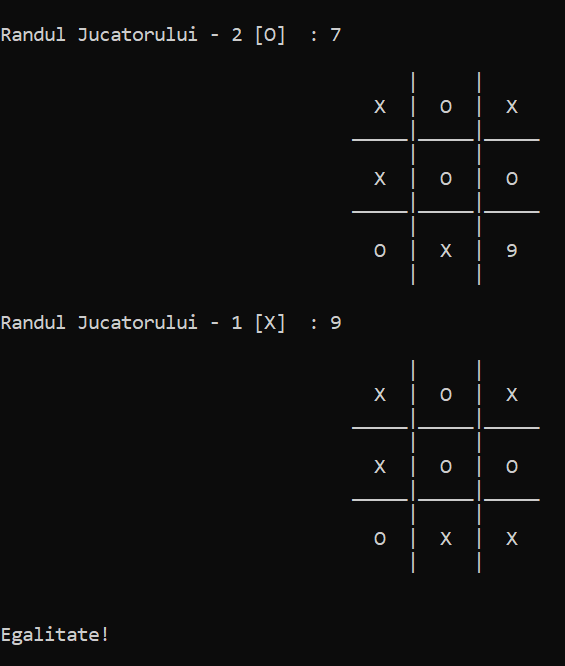 Randul Jucatorului - 2 [O]  : 7
X | O | X
X | O | O
O | X | 9
Randul Jucatorului - 1 [X]  : 9
X | O | X
X | O | O
O | X | X
Egalitate!